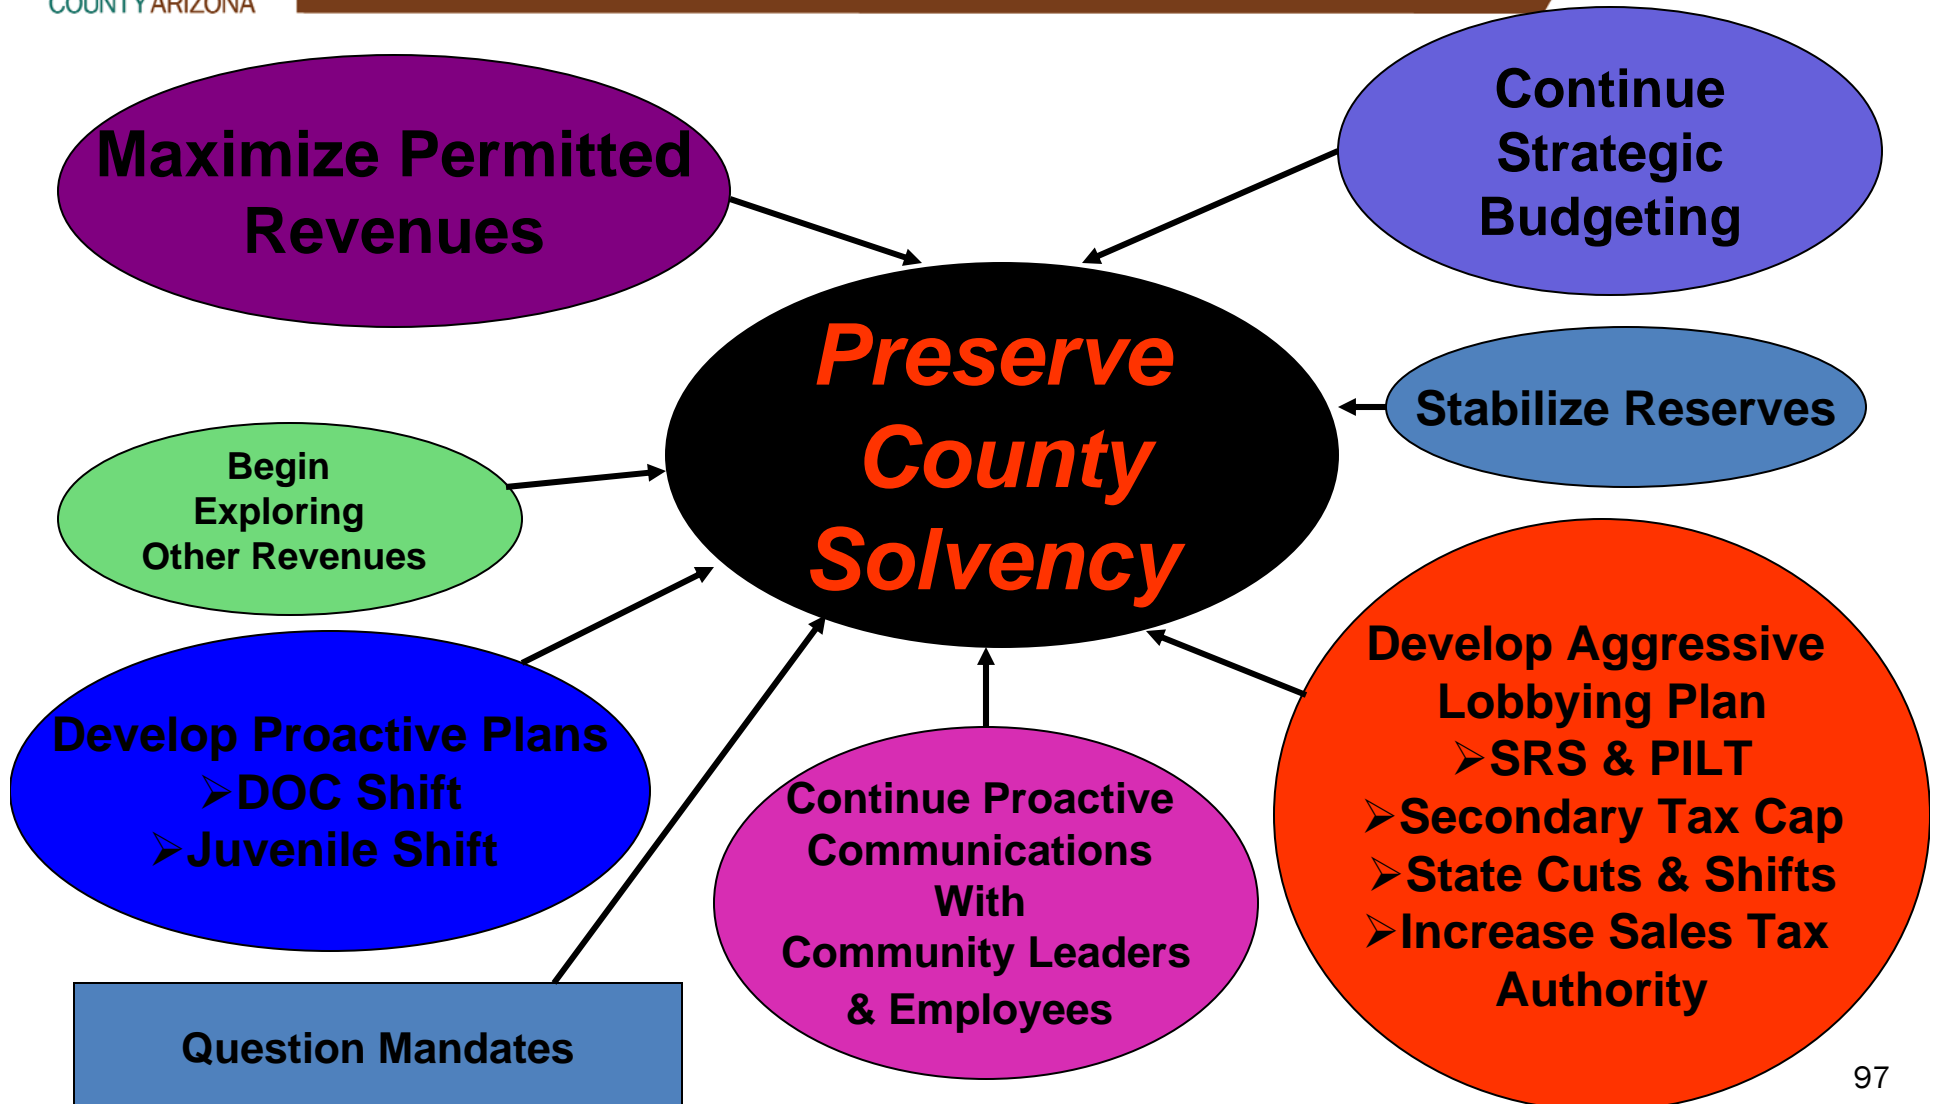 COUNTY ARIZONA
Maximize Permitted
Revenues
Continue
Strategic
Budgeting
Preserve
County
Solvency
Stabilize Reserves
Begin
Exploring
Other Revenues
Develop Proactive Plans
➢DOC Shift
➢Juvenile Shift
Question Mandates
Continue Proactive
Communications
With
Community Leaders
& Employees
Develop Aggressive
Lobbying Plan
➢SRS & PILT
➢Secondary Tax Cap
➢State Cuts & Shifts
➢Increase Sales Tax
Authority
97